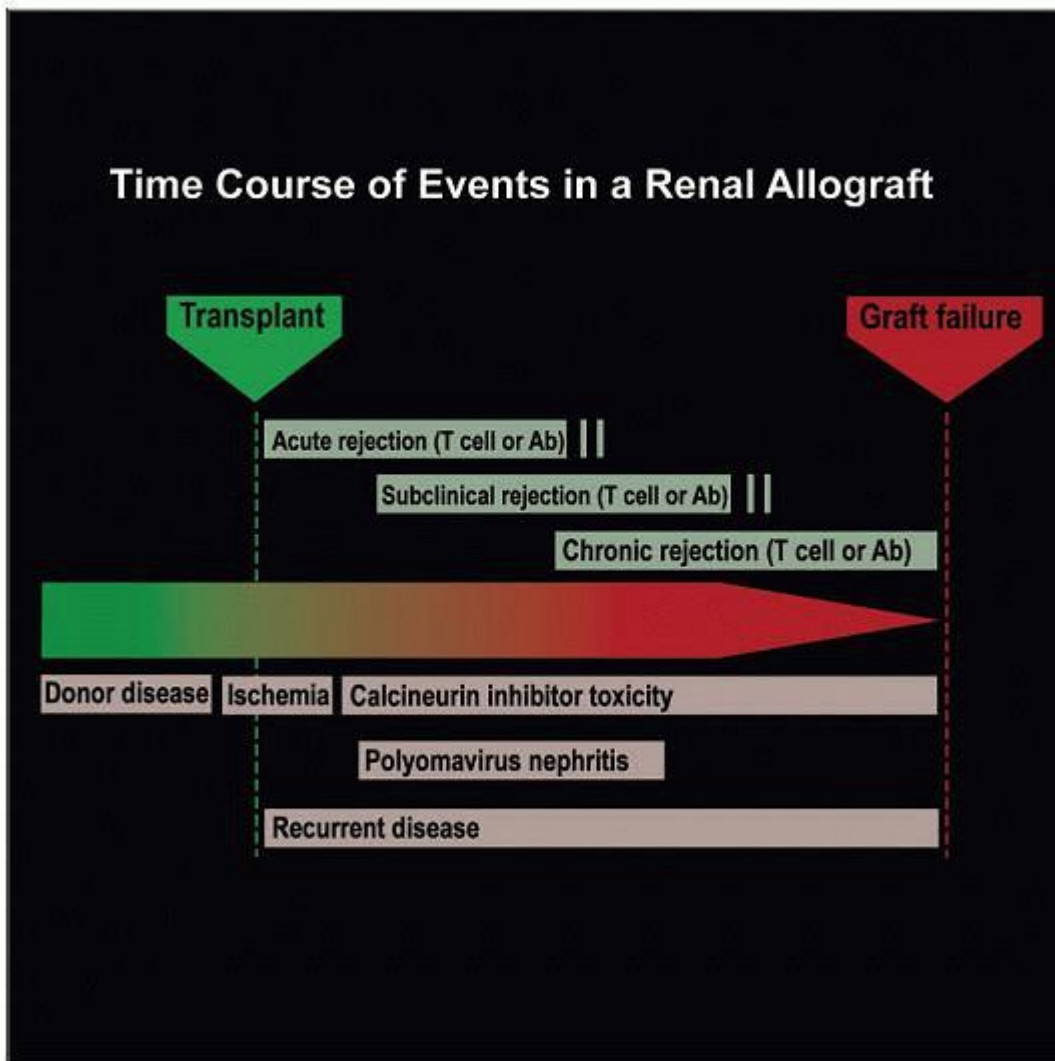 Time Course of Events in a Renal Allograft
Transplant
Graft failure
Acute rejection (T cell or Ab)
Subclinical rejection (T cell or Ab)
Chronic rejection (T cell or Ab)
Donor disease
Ischemia
Calcineurin inhibitor toxicity
Polyomavirus nephritis
Recurrent disease